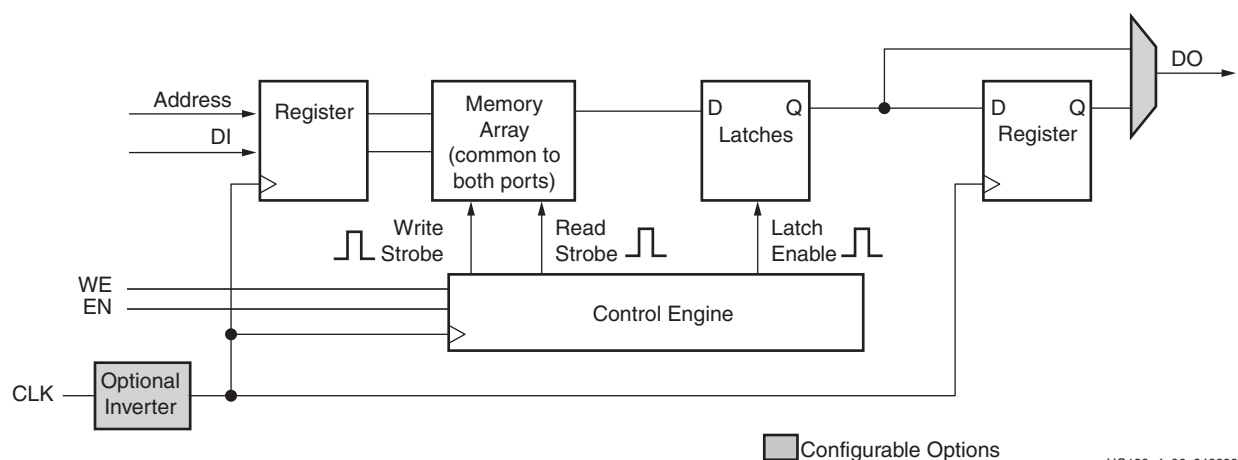 DO
Address
DI
Register
Memory
Array
(common to
both ports)
D Q
Latches
D Q
Register
Write
Strobe
Read
Strobe
Latch
Enable
WE
EN
Control Engine
CLK
Optional
Inverter
Configurable Options